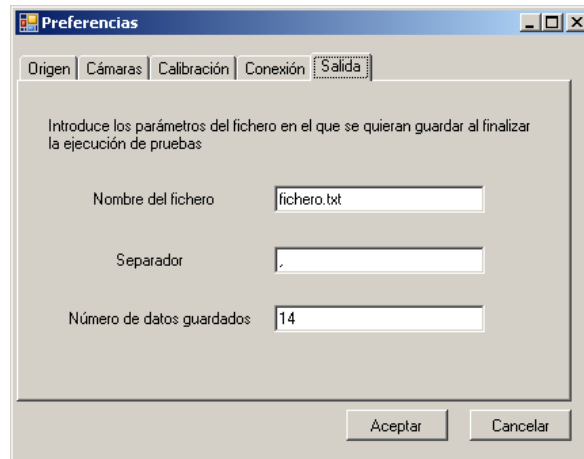 Preferencias
Origen Cámaras Calibración Conexión Salida
Introduce los parámetros del fichero en el que se quieran guardar al finalizar
la ejecución de pruebas
Nombre del fichero fichero.txt
Separador ,
Número de datos guardados 14
Aceptar Cancelar